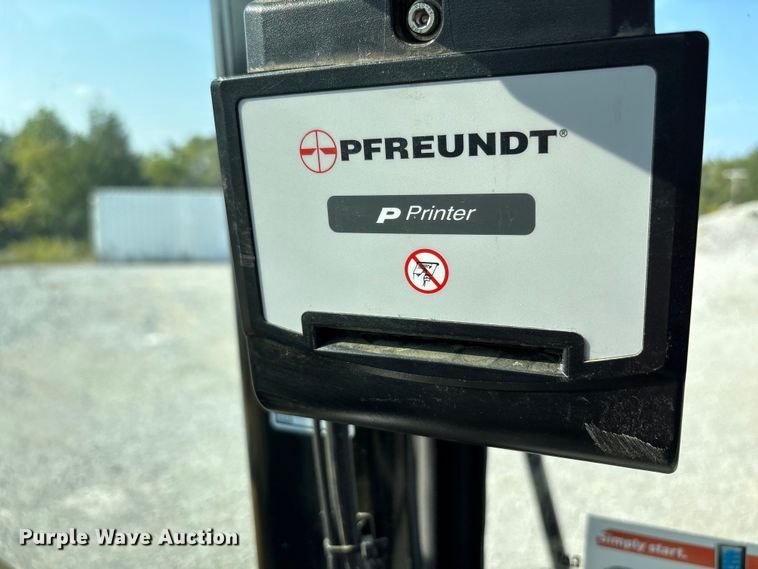 PFREUNDT®
P Printer
Simply start.
Purple Wave Auction